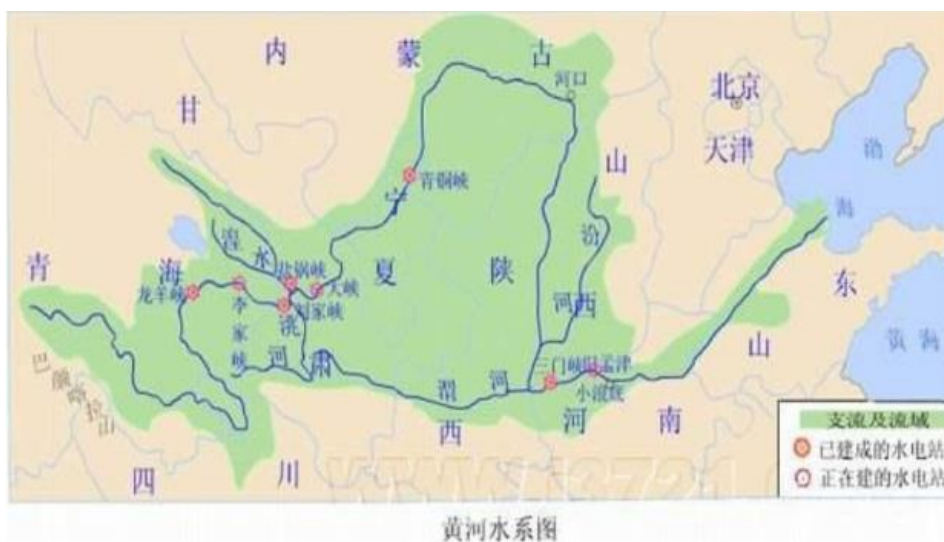 内蒙古
甘肃
河口
北京
天津
渤海
山西
青铜峡
宁夏
汾河
陕西
湟水
青海
盐锅峡
大峡
龙羊峡
李家峡
刘家峡
洮河
渭河
三门峡
旧孟津
小浪底
山东
黄海
巴颜喀拉山
河南
四川
支流及流域
已建成的水电站
正在建的水电站
黄河水系图